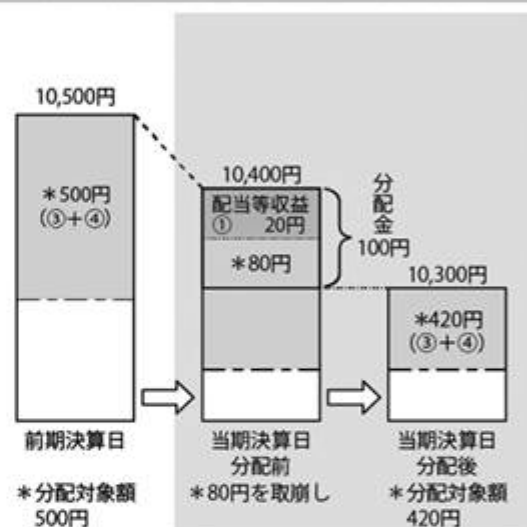 10,500円
*500円
(③+④)
10,400円
配当等収益
① 20円
*80円
分配金
100円
10,300円
*420円
(③+④)
前期決算日
*分配対象額
500円
当期決算日
分配前
*80円を取崩し
当期決算日
分配後
*分配対象額
420円